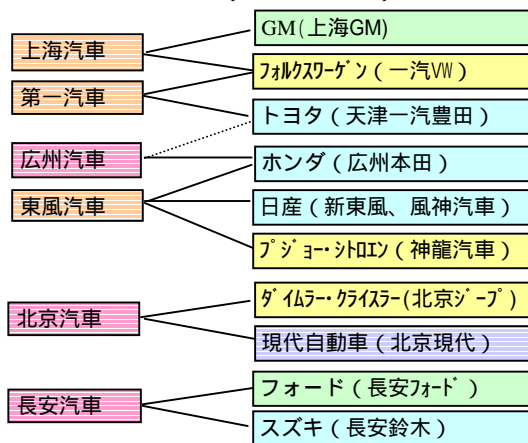 上海汽車
第一汽車
広州汽車
東風汽車
北京汽車
長安汽車
GM(上海GM)
ﾌｫﾙｸｽﾜｰｹﾞﾝ(一汽VW)
トヨタ(天津一汽豊田)
ホンダ(広州本田)
日産(新東風、風神汽車)
ﾌﾟｼﾞｮｰ･ｼﾄﾛｴﾝ(神龍汽車)
ﾀﾞｲﾑﾗｰ･ｸﾗｲｽﾗｰ(北京ｼﾞｰﾌﾟ)
現代自動車(北京現代)
フォード(長安ﾌｫｰﾄﾞ)
スズキ(長安鈴木)